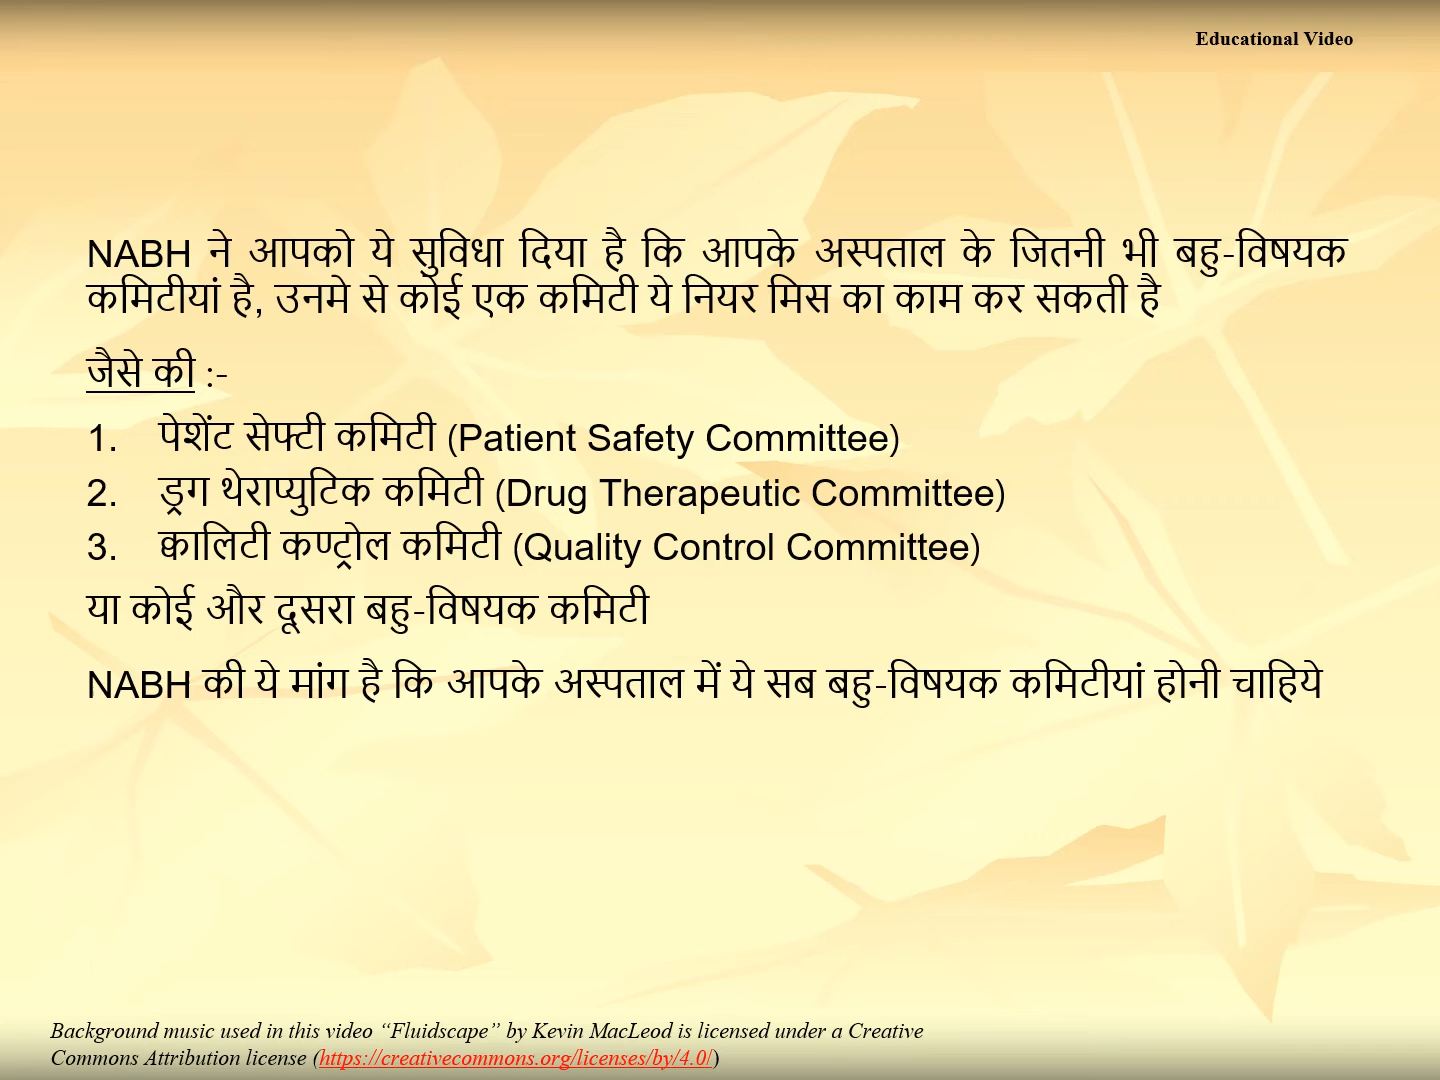 Educational Video
NABH ने आपको ये सुविधा दिया है कि आपके अस्पताल के जितनी भी बहु-विषयक
कमिटीयां है, उनमे से कोई एक कमिटी ये नियर मिस का काम कर सकती है
जैसे की :-
1. पेशेंट सेफ्टी कमिटी (Patient Safety Committee)
2. ड्रग थेराप्युटिक कमिटी (Drug Therapeutic Committee)
3. क्वालिटी कण्ट्रोल कमिटी (Quality Control Committee)
या कोई और दूसरा बहु-विषयक कमिटी
NABH की ये मांग है कि आपके अस्पताल में ये सब बहु-विषयक कमिटीयां होनी चाहिये
Background music used in this video “Fluidscape” by Kevin MacLeod is licensed under a Creative
Commons Attribution license (https://creativecommons.org/licenses/by/4.0/)